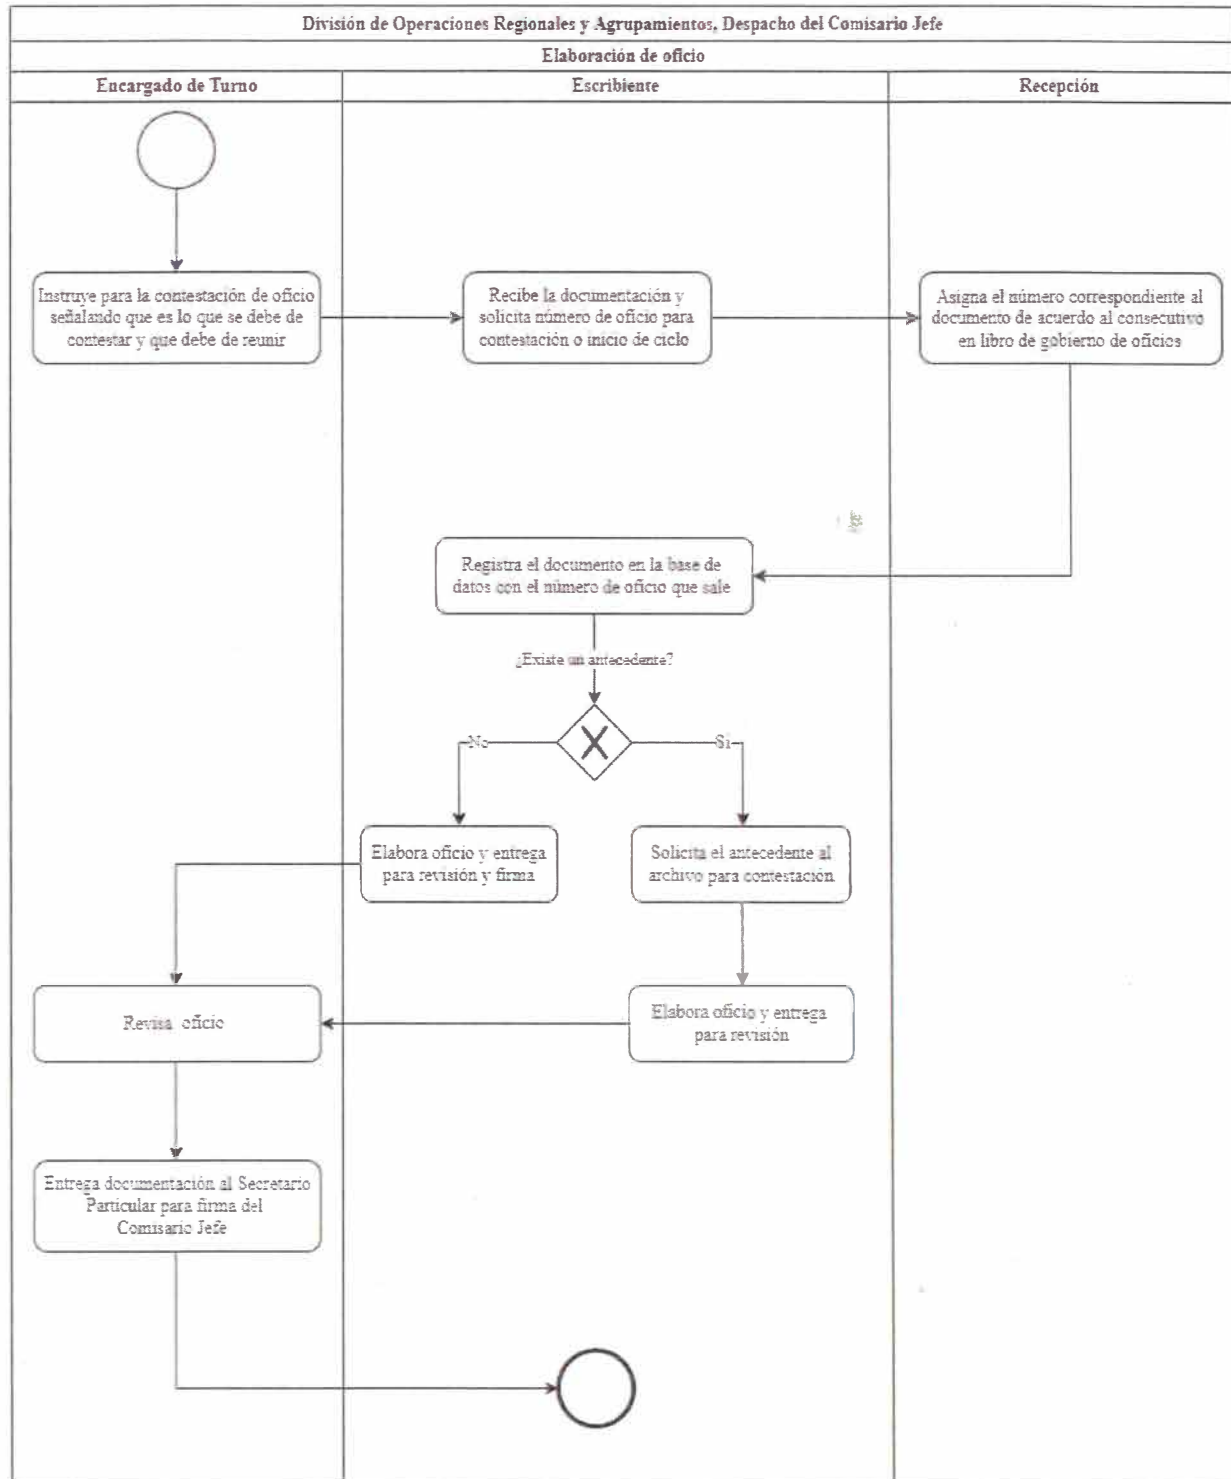 División de Operaciones Regionales y Agrupamientos, Despacho del Comisario Jefe
Elaboración de oficio
Encargado de Turno
Escribiente
Recepción
Instruye para la contestación de oficio
señalando que es lo que se debe de
contestar y que debe de reunir
Recibe la documentación y
solicita número de oficio para
contestación o inicio de ciclo
Asigna el número correspondiente al
documento de acuerdo al consecutivo
en libro de gobierno de oficios
Registra el documento en la base de
datos con el número de oficio que sale
¿Existe un antecedente?
No
Si
Elabora oficio y entrega
para revisión y firma
Solicita el antecedente al
archivo para contestación
Revisa oficio
Elabora oficio y entrega
para revisión
Entrega documentación al Secretario
Particular para firma del
Comisario Jefe